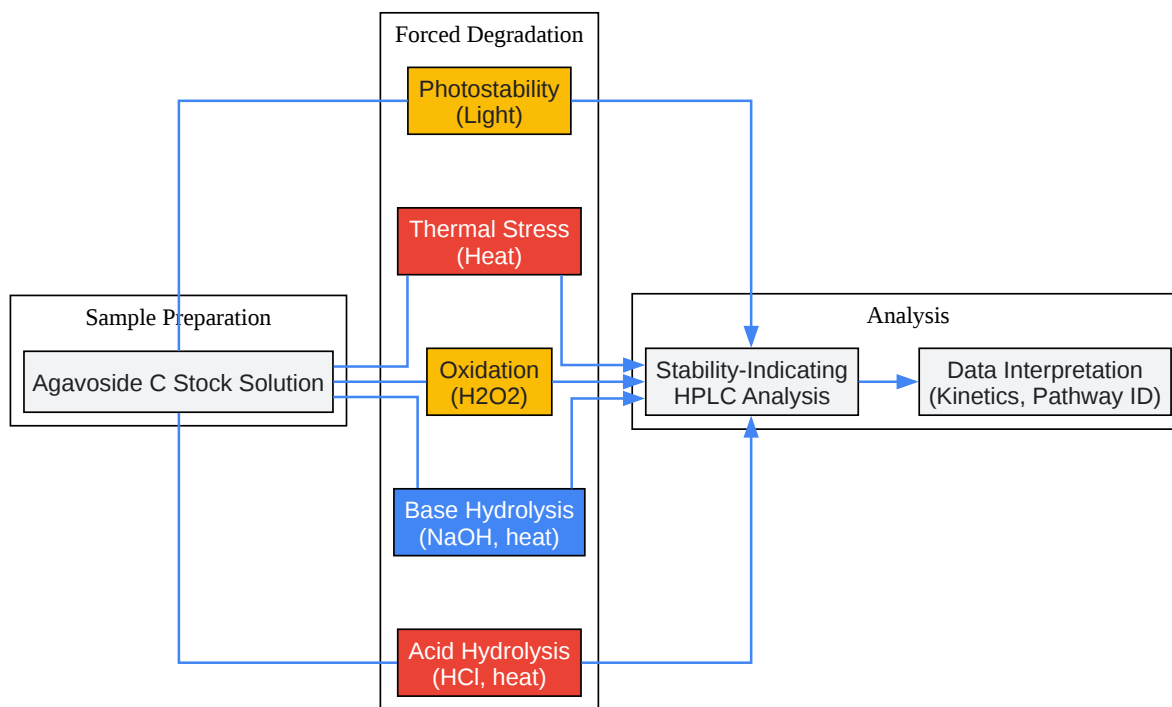 Forced Degradation
Photostability
(Light)
Thermal Stress
(Heat)
Sample Preparation
Agavoside C Stock Solution
Oxidation
(H2O2)
Base Hydrolysis
(NaOH, heat)
Acid Hydrolysis
(HCl, heat)
Analysis
Stability-Indicating
HPLC Analysis
Data Interpretation
(Kinetics, Pathway ID)